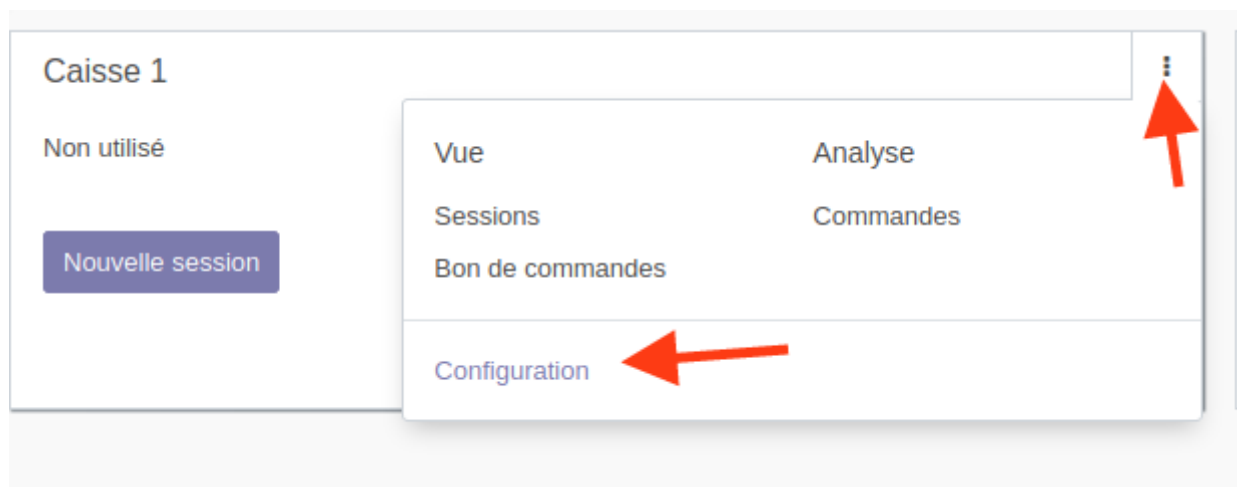 Caisse 1
Non utilisé
Nouvelle session
Vue
Analyse
Sessions
Commandes
Bon de commandes
Configuration